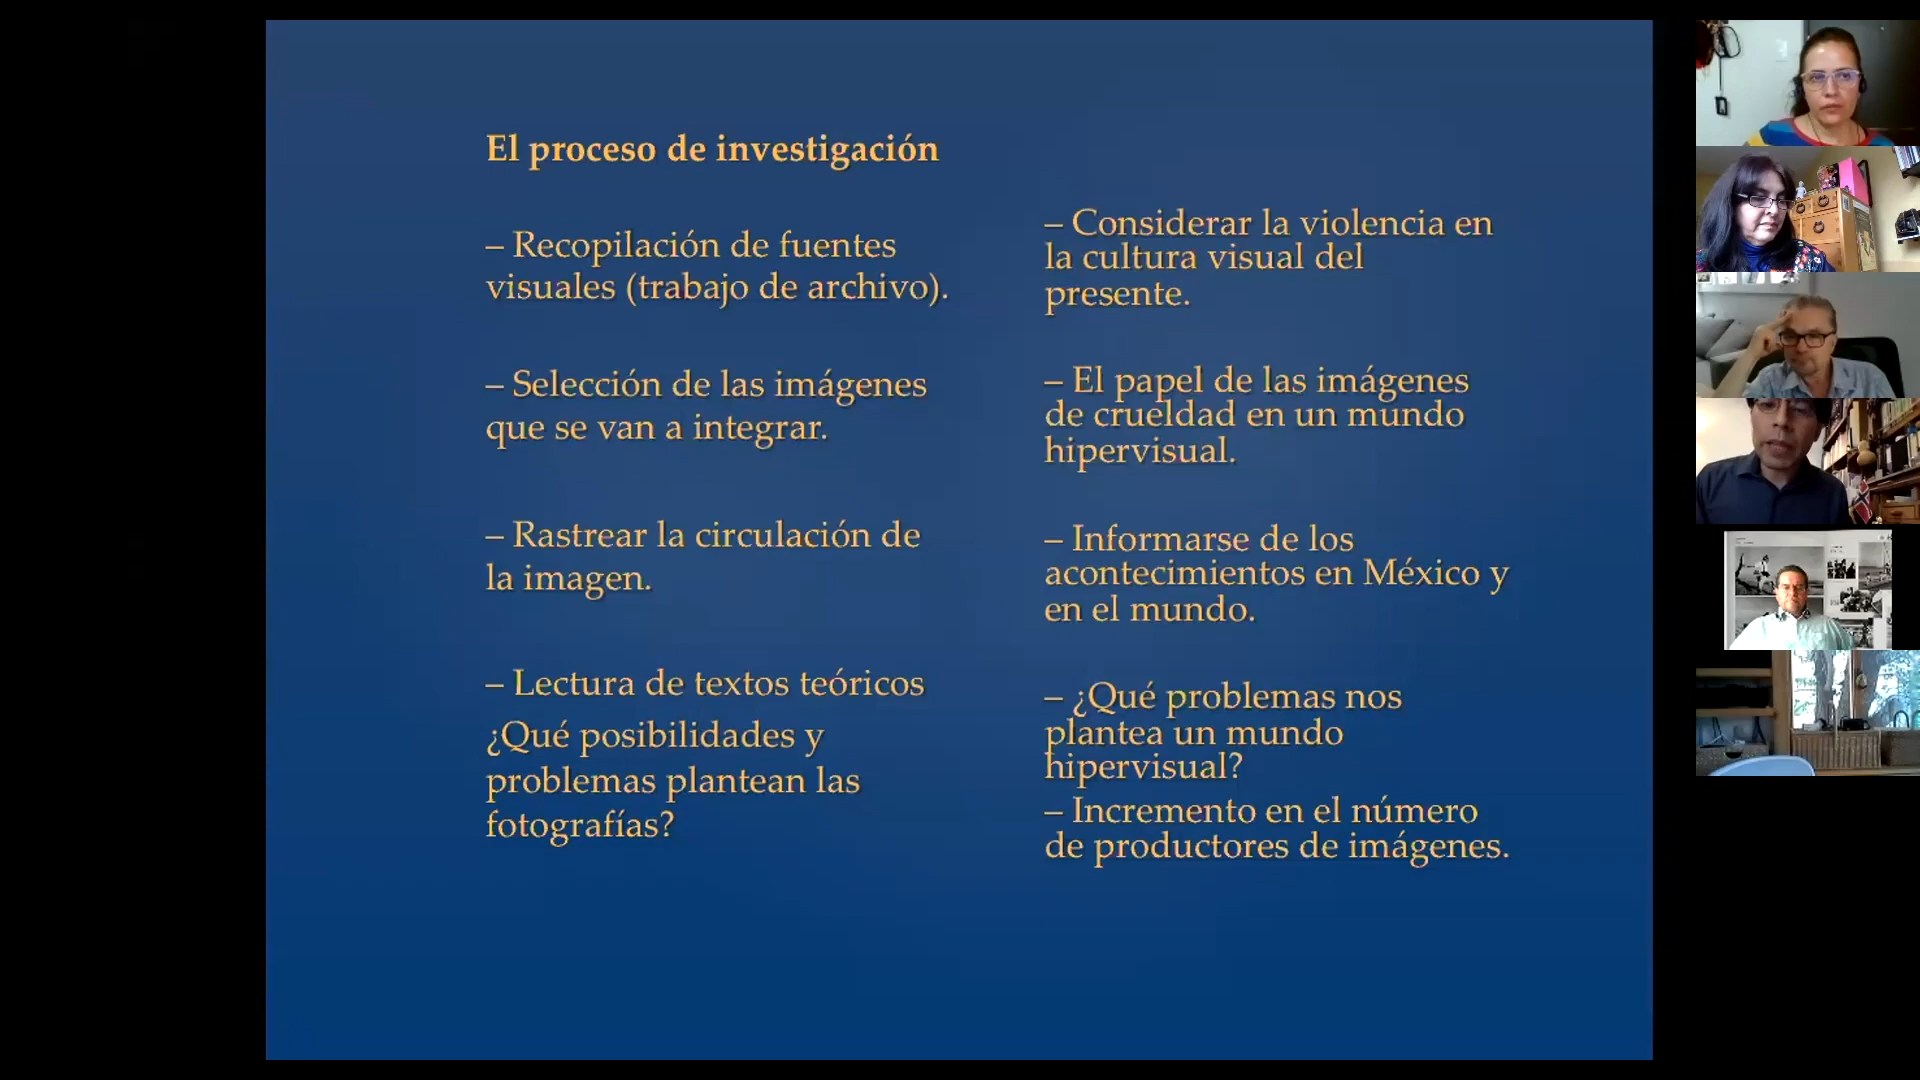 El proceso de investigación
– Recopilación de fuentes
visuales (trabajo de archivo).
– Selección de las imágenes
que se van a integrar.
– Rastrear la circulación de
la imagen.
– Lectura de textos teóricos
¿Qué posibilidades y
problemas plantean las
fotografías?
– Considerar la violencia en
la cultura visual del
presente.
– El papel de las imágenes
de crueldad en un mundo
hipervisual.
– Informarse de los
acontecimientos en México y
en el mundo.
– ¿Qué problemas nos
plantea un mundo
hipervisual?
– Incremento en el número
de productores de imágenes.